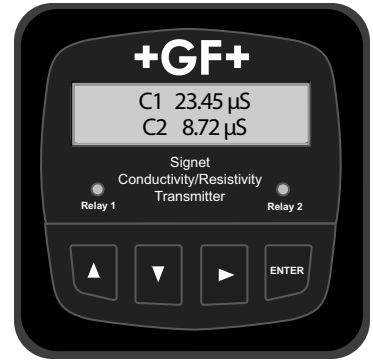 +GF+
C1 23.45 µS
C2 8.72 µS
Signet
Conductivity/Resistivity
Transmitter
Relay 1
Relay 2
ENTER